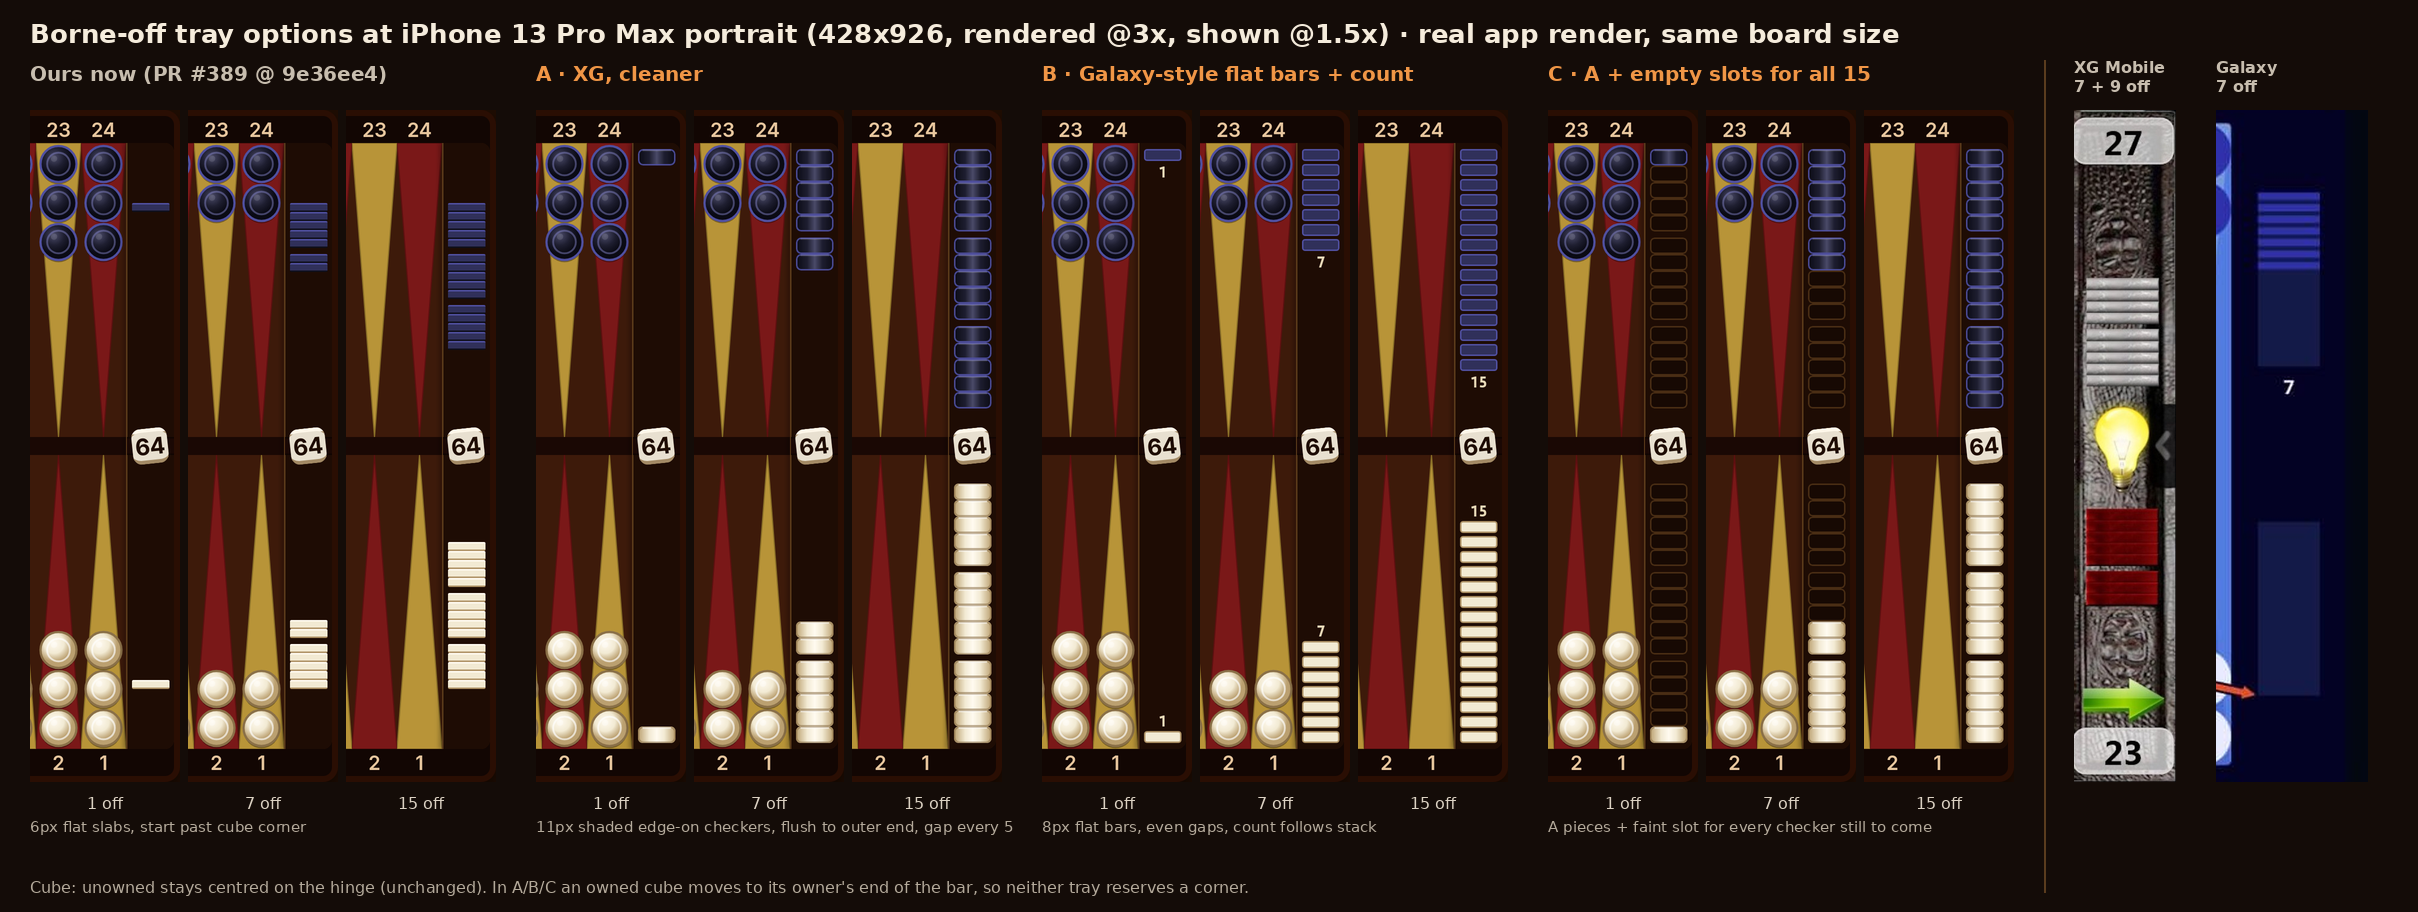 Borne-off tray options at iPhone 13 Pro Max portrait (428x926, rendered @3x, shown @1.5x) · real app render, same board size
Ours now (PR #389 @ 9e36ee4)
23 24
23 24
23 24
64
64
64
2 1
2 1
2 1
1 off
7 off
15 off
6px flat slabs, start past cube corner
A · XG, cleaner
23 24
23 24
23 24
64
64
64
2 1
2 1
2 1
1 off
7 off
15 off
11px shaded edge-on checkers, flush to outer end, gap every 5
B · Galaxy-style flat bars + count
23 24
23 24
23 24
1
7
15
64
64
64
15
7
1
2 1
2 1
2 1
1 off
7 off
15 off
8px flat bars, even gaps, count follows stack
C · A + empty slots for all 15
23 24
23 24
23 24
64
64
64
2 1
2 1
2 1
1 off
7 off
15 off
A pieces + faint slot for every checker still to come
XG Mobile
7 + 9 off
27
23
Galaxy
7 off
7
Cube: unowned stays centred on the hinge (unchanged). In A/B/C an owned cube moves to its owner's end of the bar, so neither tray reserves a corner.